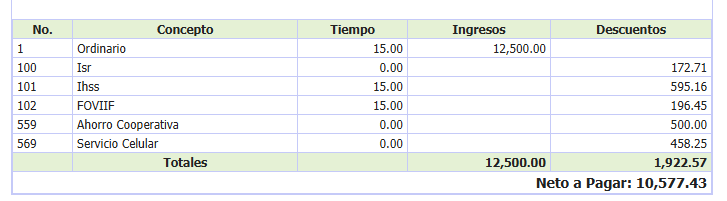 No. Concepto Tiempo Ingresos Descuentos
1 Ordinario 15.00 12,500.00
100 Isr 0.00 172.71
101 Ihss 15.00 595.16
102 FOVIIF 15.00 196.45
559 Ahorro Cooperativa 0.00 500.00
569 Servicio Celular 0.00 458.25
Totales 12,500.00 1,922.57
Neto a Pagar: 10,577.43